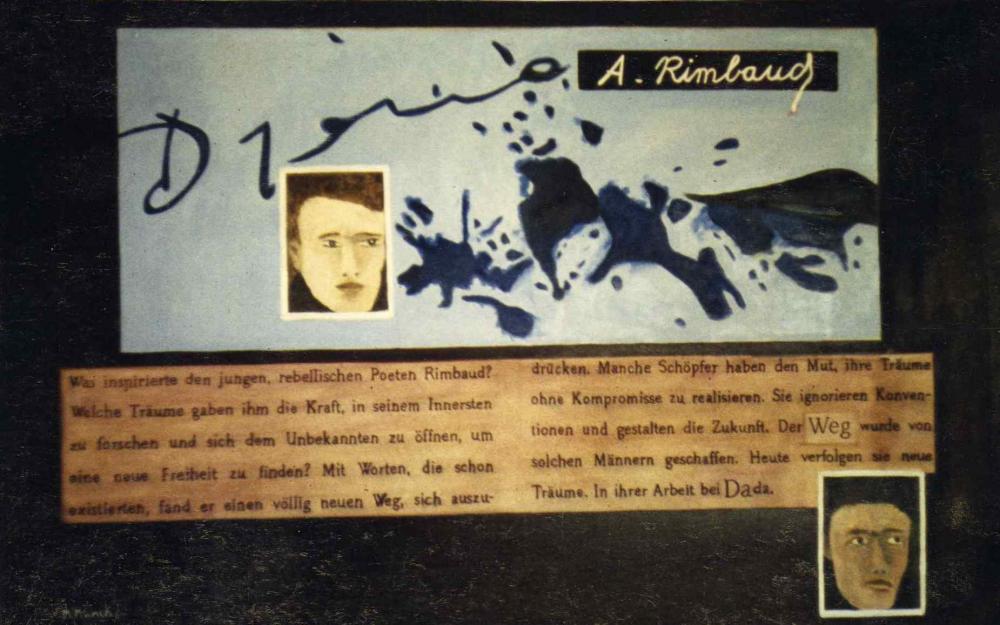 A. Rimbaud
Was inspirierte den jungen, rebellischen Poeten Rimbaud?
Welche Träume gaben ihm die Kraft, in seinem Innersten
zu forschen und sich dem Unbekannten zu öffnen, um
eine neue Freiheit zu finden? Mit Worten, die schon
existierten, fand er einen völlig neuen Weg, sich auszu-
drücken. Manche Schöpfer haben den Mut, ihre Träume
ohne Kompromisse zu realisieren. Sie ignorieren Konven-
tionen und gestalten die Zukunft. Der Weg wurde von
solchen Männern geschaffen. Heute verfolgen sie neue
Träume. In ihrer Arbeit bei Dada.